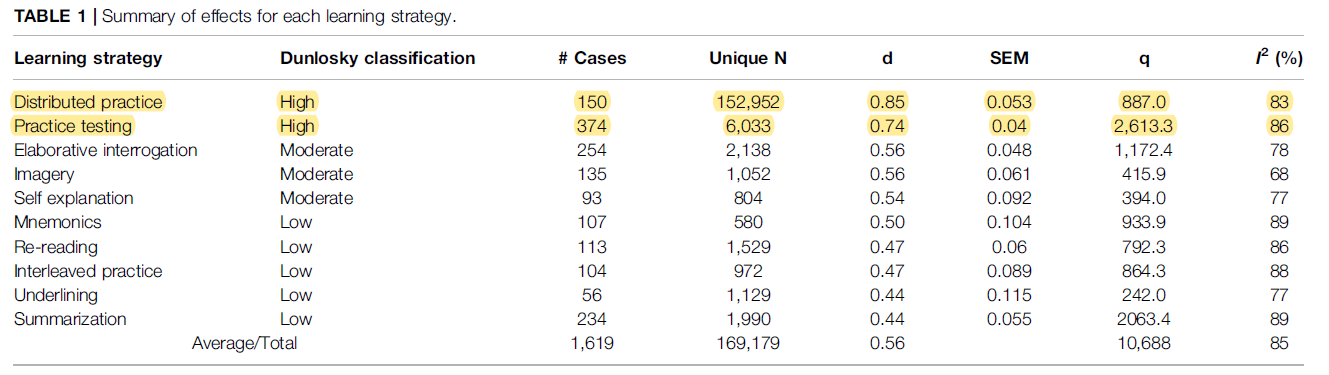 TABLE 1 | Summary of effects for each learning strategy.
Learning strategy Dunlosky classification # Cases Unique N d SEM q I² (%)
Distributed practice High 150 152,952 0.85 0.053 887.0 83
Practice testing High 374 6,033 0.74 0.04 2,613.3 86
Elaborative interrogation Moderate 254 2,138 0.56 0.048 1,172.4 78
Imagery Moderate 135 1,052 0.56 0.061 415.9 68
Self explanation Moderate 93 804 0.54 0.092 394.0 77
Mnemonics Low 107 580 0.50 0.104 933.9 89
Re-reading Low 113 1,529 0.47 0.06 792.3 86
Interleaved practice Low 104 972 0.47 0.089 864.3 88
Underlining Low 56 1,129 0.44 0.115 242.0 77
Summarization Low 234 1,990 0.44 0.055 2063.4 89
Average/Total 1,619 169,179 0.56 10,688 85